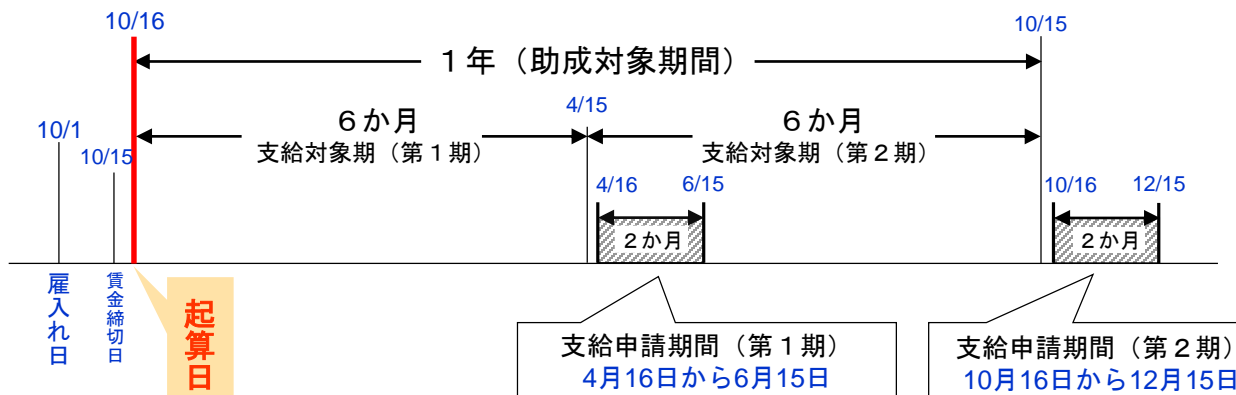 10/16
10/15
1年（助成対象期間）
4/15
10/1
6か月
6か月
10/15
支給対象期（第1期）
支給対象期（第2期）
4/16
6/15
10/16
12/15
2か月
2か月
雇入れ日
賃金締切日
起算日
支給申請期間（第1期）
4月16日から6月15日
支給申請期間（第2期）
10月16日から12月15日